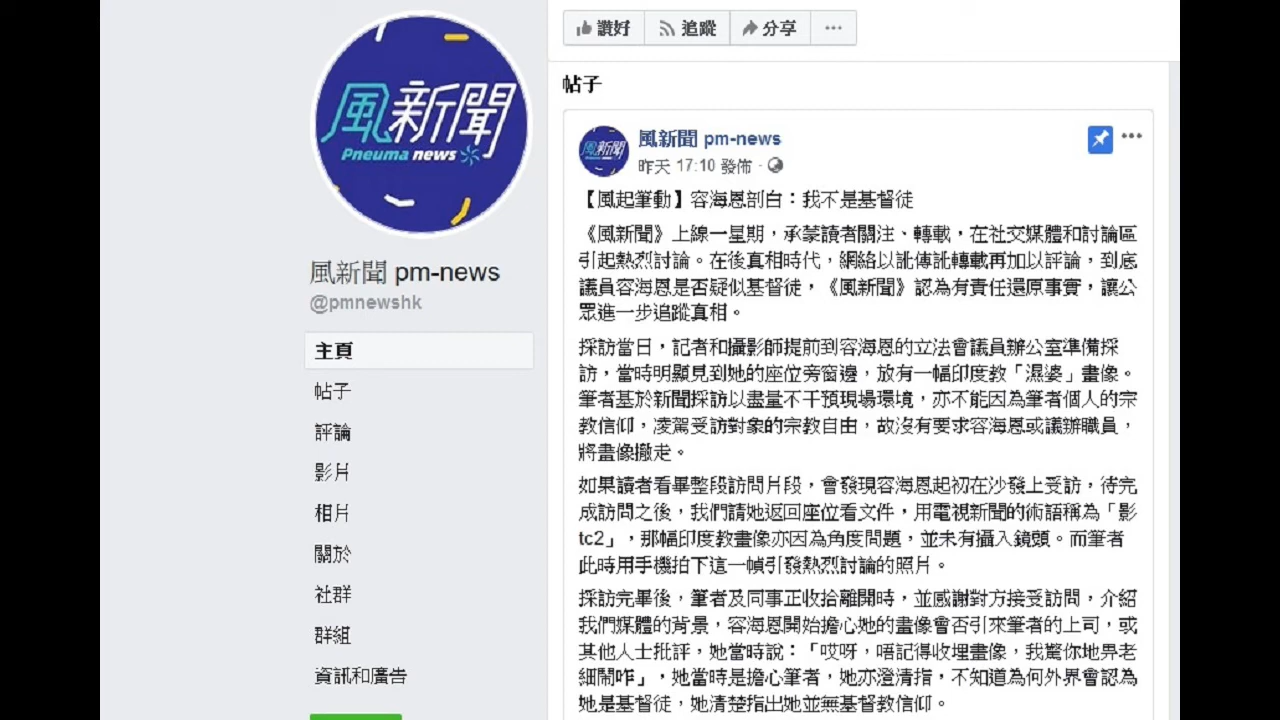 風新聞
Pneuma news
風新聞 pm-news
@pmnewshk
主頁
帖子
評論
影片
相片
關於
社群
群組
資訊和廣告
讚好
追蹤
分享
帖子
風新聞
風新聞 pm-news
昨天 17:10 發佈 ·
【風起筆動】容海恩剖白：我不是基督徒
《風新聞》上線一星期，承蒙讀者關注、轉載，在社交媒體和討論區
引起熱烈討論。在後真相時代，網絡以訛傳訛轉載再加以評論，到底
議員容海恩是否疑似基督徒，《風新聞》認為有責任還原事實，讓公
眾進一步追蹤真相。
採訪當日，記者和攝影師提前到容海恩的立法會議員辦公室準備採
訪，當時明顯見到她的座位旁窗邊，放有一幅印度教「濕婆」畫像。
筆者基於新聞採訪以盡量不干預現場環境，亦不能因為筆者個人的宗
教信仰，凌駕受訪對象的宗教自由，故沒有要求容海恩或議辦職員，
將畫像撤走。
如果讀者看畢整段訪問片段，會發現容海恩起初在沙發上受訪，待完
成訪問之後，我們請她返回座位看文件，用電視新聞的術語稱為「影
tc2」，那幅印度教畫像亦因為角度問題，並未有攝入鏡頭。而筆者
此時用手機拍下這一幀引發熱烈討論的照片。
採訪完畢後，筆者及同事正收拾離開時，並感謝對方接受訪問，介紹
我們媒體的背景，容海恩開始擔心她的畫像會否引來筆者的上司，或
其他人士批評，她當時說：「哎呀，唔記得收埋畫像，我驚你地畀老
細鬧咋」，她當時是擔心筆者，她亦澄清指，不知道為何外界會認為
她是基督徒，她清楚指出她並無基督教信仰。